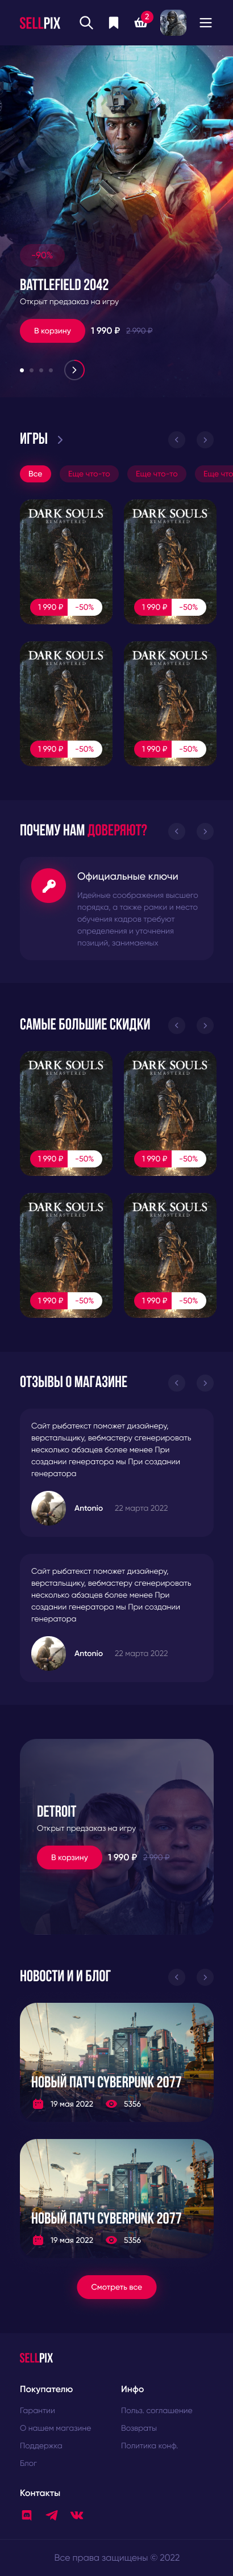 SELLPIX
2
-90%
BATTLEFIELD 2042
Открыт предзаказ на игру
В корзину 1 990 ₽ 2 990 ₽
ИГРЫ
Все Еще что-то Еще что-то Еще что
DARK SOULS DARK SOULS
REMASTERED REMASTERED
1 990 ₽ -50% 1 990 ₽ -50%
DARK SOULS DARK SOULS
REMASTERED REMASTERED
1 990 ₽ -50% 1 990 ₽ -50%
ПОЧЕМУ НАМ ДОВЕРЯЮТ?
Официальные ключи
Идейные соображения высшего
порядка, а также рамки и место
обучения кадров требуют
определения и уточнения
позиций, занимаемых
САМЫЕ БОЛЬШИЕ СКИДКИ
DARK SOULS DARK SOULS
REMASTERED REMASTERED
1 990 ₽ -50% 1 990 ₽ -50%
DARK SOULS DARK SOULS
REMASTERED REMASTERED
1 990 ₽ -50% 1 990 ₽ -50%
ОТЗЫВЫ О МАГАЗИНЕ
Сайт рыбатекст поможет дизайнеру,
верстальщику, вебмастеру сгенерировать
несколько абзацев более менее При
создании генератора мы При создании
генератора
Antonio 22 марта 2022
Сайт рыбатекст поможет дизайнеру,
верстальщику, вебмастеру сгенерировать
несколько абзацев более менее При
создании генератора мы При создании
генератора
Antonio 22 марта 2022
DETROIT
Открыт предзаказ на игру
В корзину 1 990 ₽ 2 990 ₽
НОВОСТИ И И БЛОГ
НОВЫЙ ПАТЧ CYBERPUNK 2077
19 мая 2022 5356
НОВЫЙ ПАТЧ CYBERPUNK 2077
19 мая 2022 5356
Смотреть все
SELLPIX
Покупателю Инфо
Гарантии Польз. соглашение
О нашем магазине Возвраты
Поддержка Политика конф.
Блог
Контакты
Все права защищены © 2022